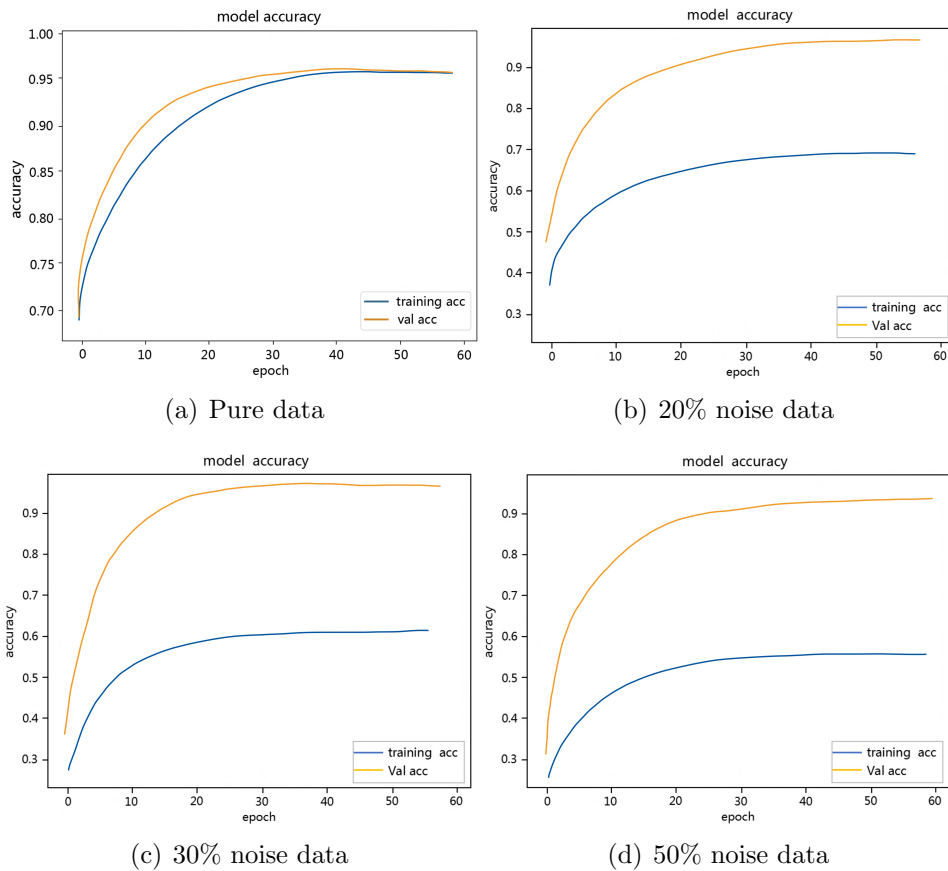 model accuracy
1.00
0.95
0.90
0.85
0.80
0.75
0.70
accuracy
training acc
val acc
0 10 20 30 40 50 60
epoch
(a) Pure data
model accuracy
0.9
0.8
0.7
0.6
0.5
0.4
0.3
accuracy
training acc
Val acc
0 10 20 30 40 50 60
epoch
(b) 20% noise data
model accuracy
0.9
0.8
0.7
0.6
0.5
0.4
0.3
accuracy
training acc
Val acc
0 10 20 30 40 50 60
epoch
(c) 30% noise data
model accuracy
0.9
0.8
0.7
0.6
0.5
0.4
0.3
accuracy
training acc
Val acc
0 10 20 30 40 50 60
epoch
(d) 50% noise data